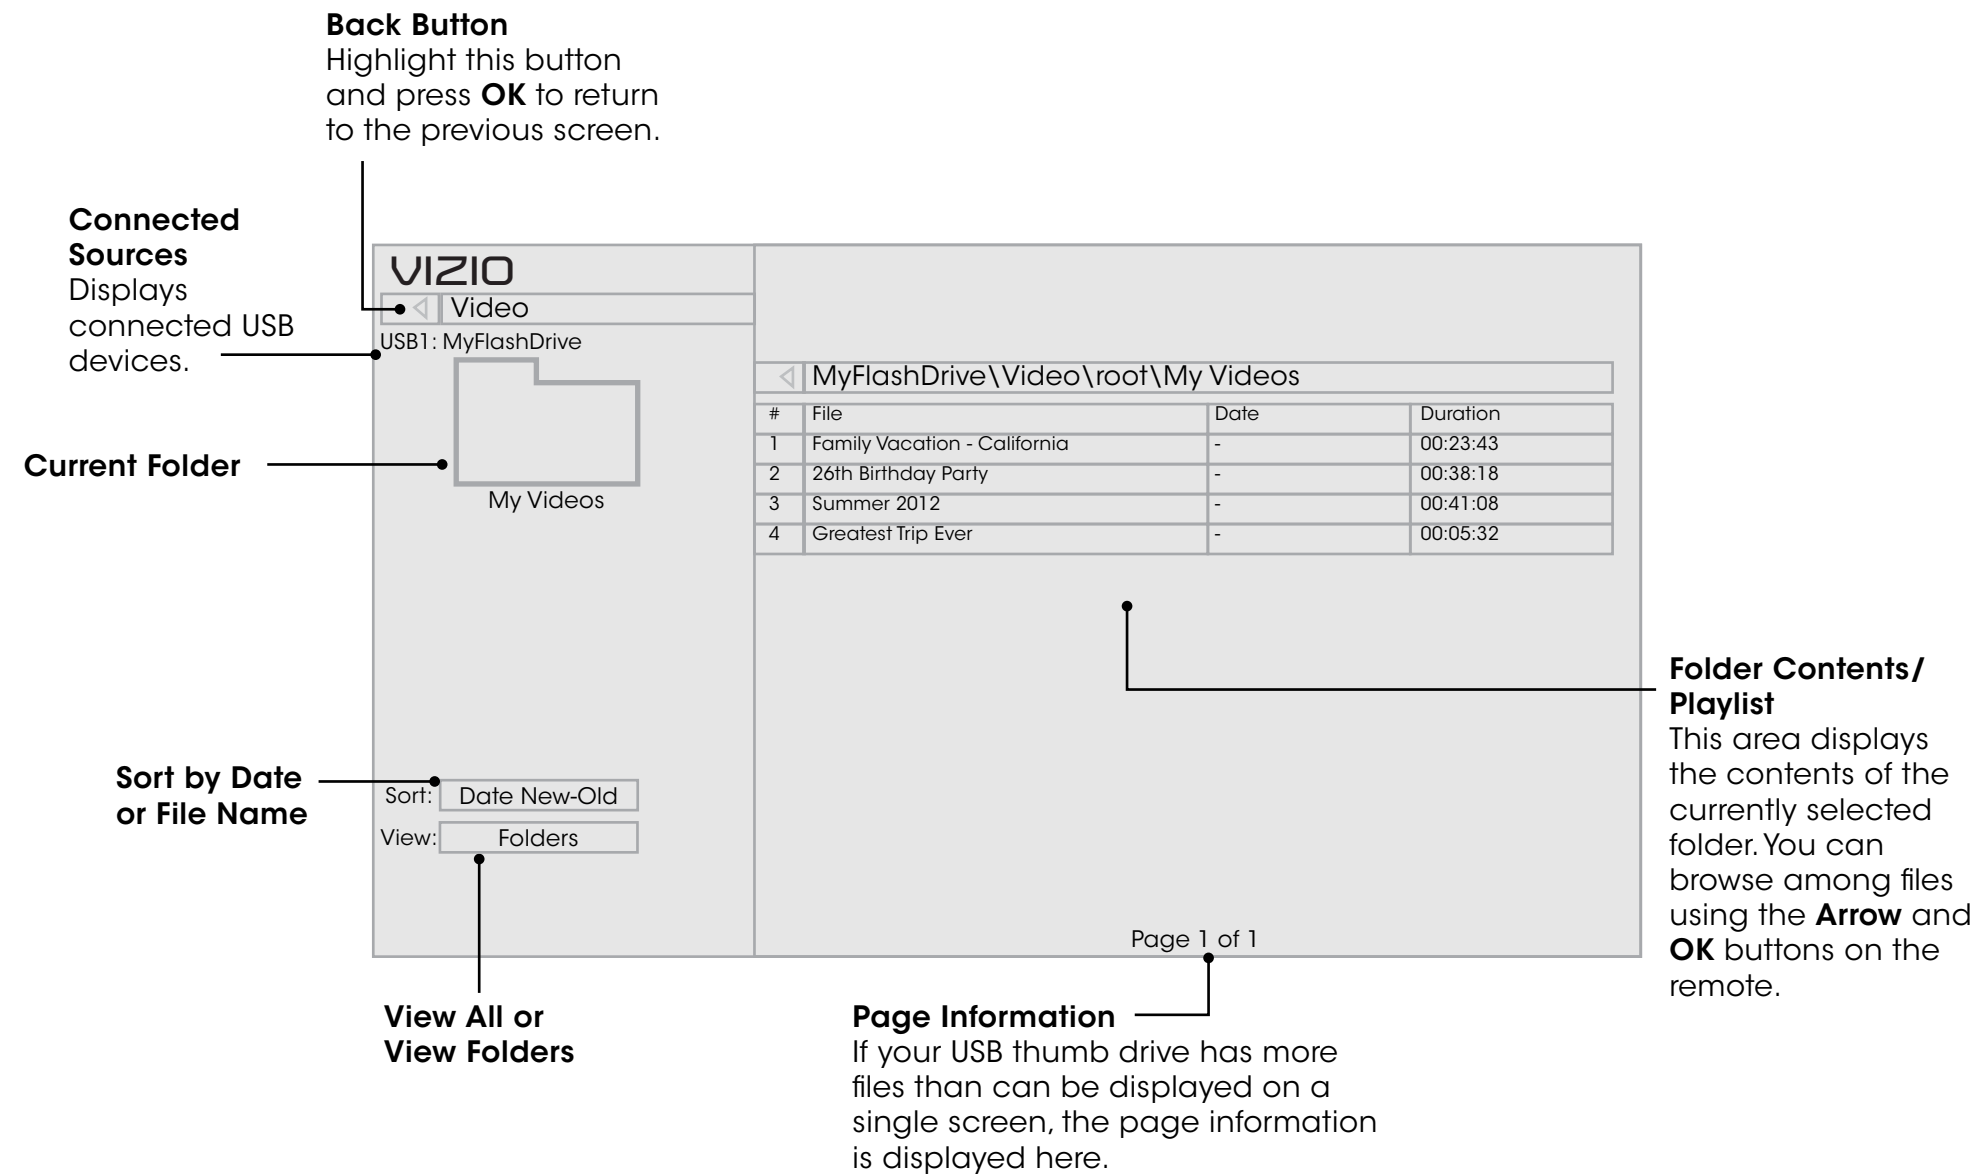 Back Button
Highlight this button
and press OK to return
to the previous screen.
Connected
Sources
Displays
connected USB
devices.
Current Folder
Sort by Date
or File Name
VIZIO
Video
USB1: MyFlashDrive
My Videos
Sort: Date New-Old
View: Folders
MyFlashDrive\Video\root\My Videos
# File Date Duration
1 Family Vacation - California - 00:23:43
2 26th Birthday Party - 00:38:18
3 Summer 2012 - 00:41:08
4 Greatest Trip Ever - 00:05:32
Page 1 of 1
Folder Contents/
Playlist
This area displays
the contents of the
currently selected
folder. You can
browse among files
using the Arrow and
OK buttons on the
remote.
View All or
View Folders
Page Information
If your USB thumb drive has more
files than can be displayed on a
single screen, the page information
is displayed here.